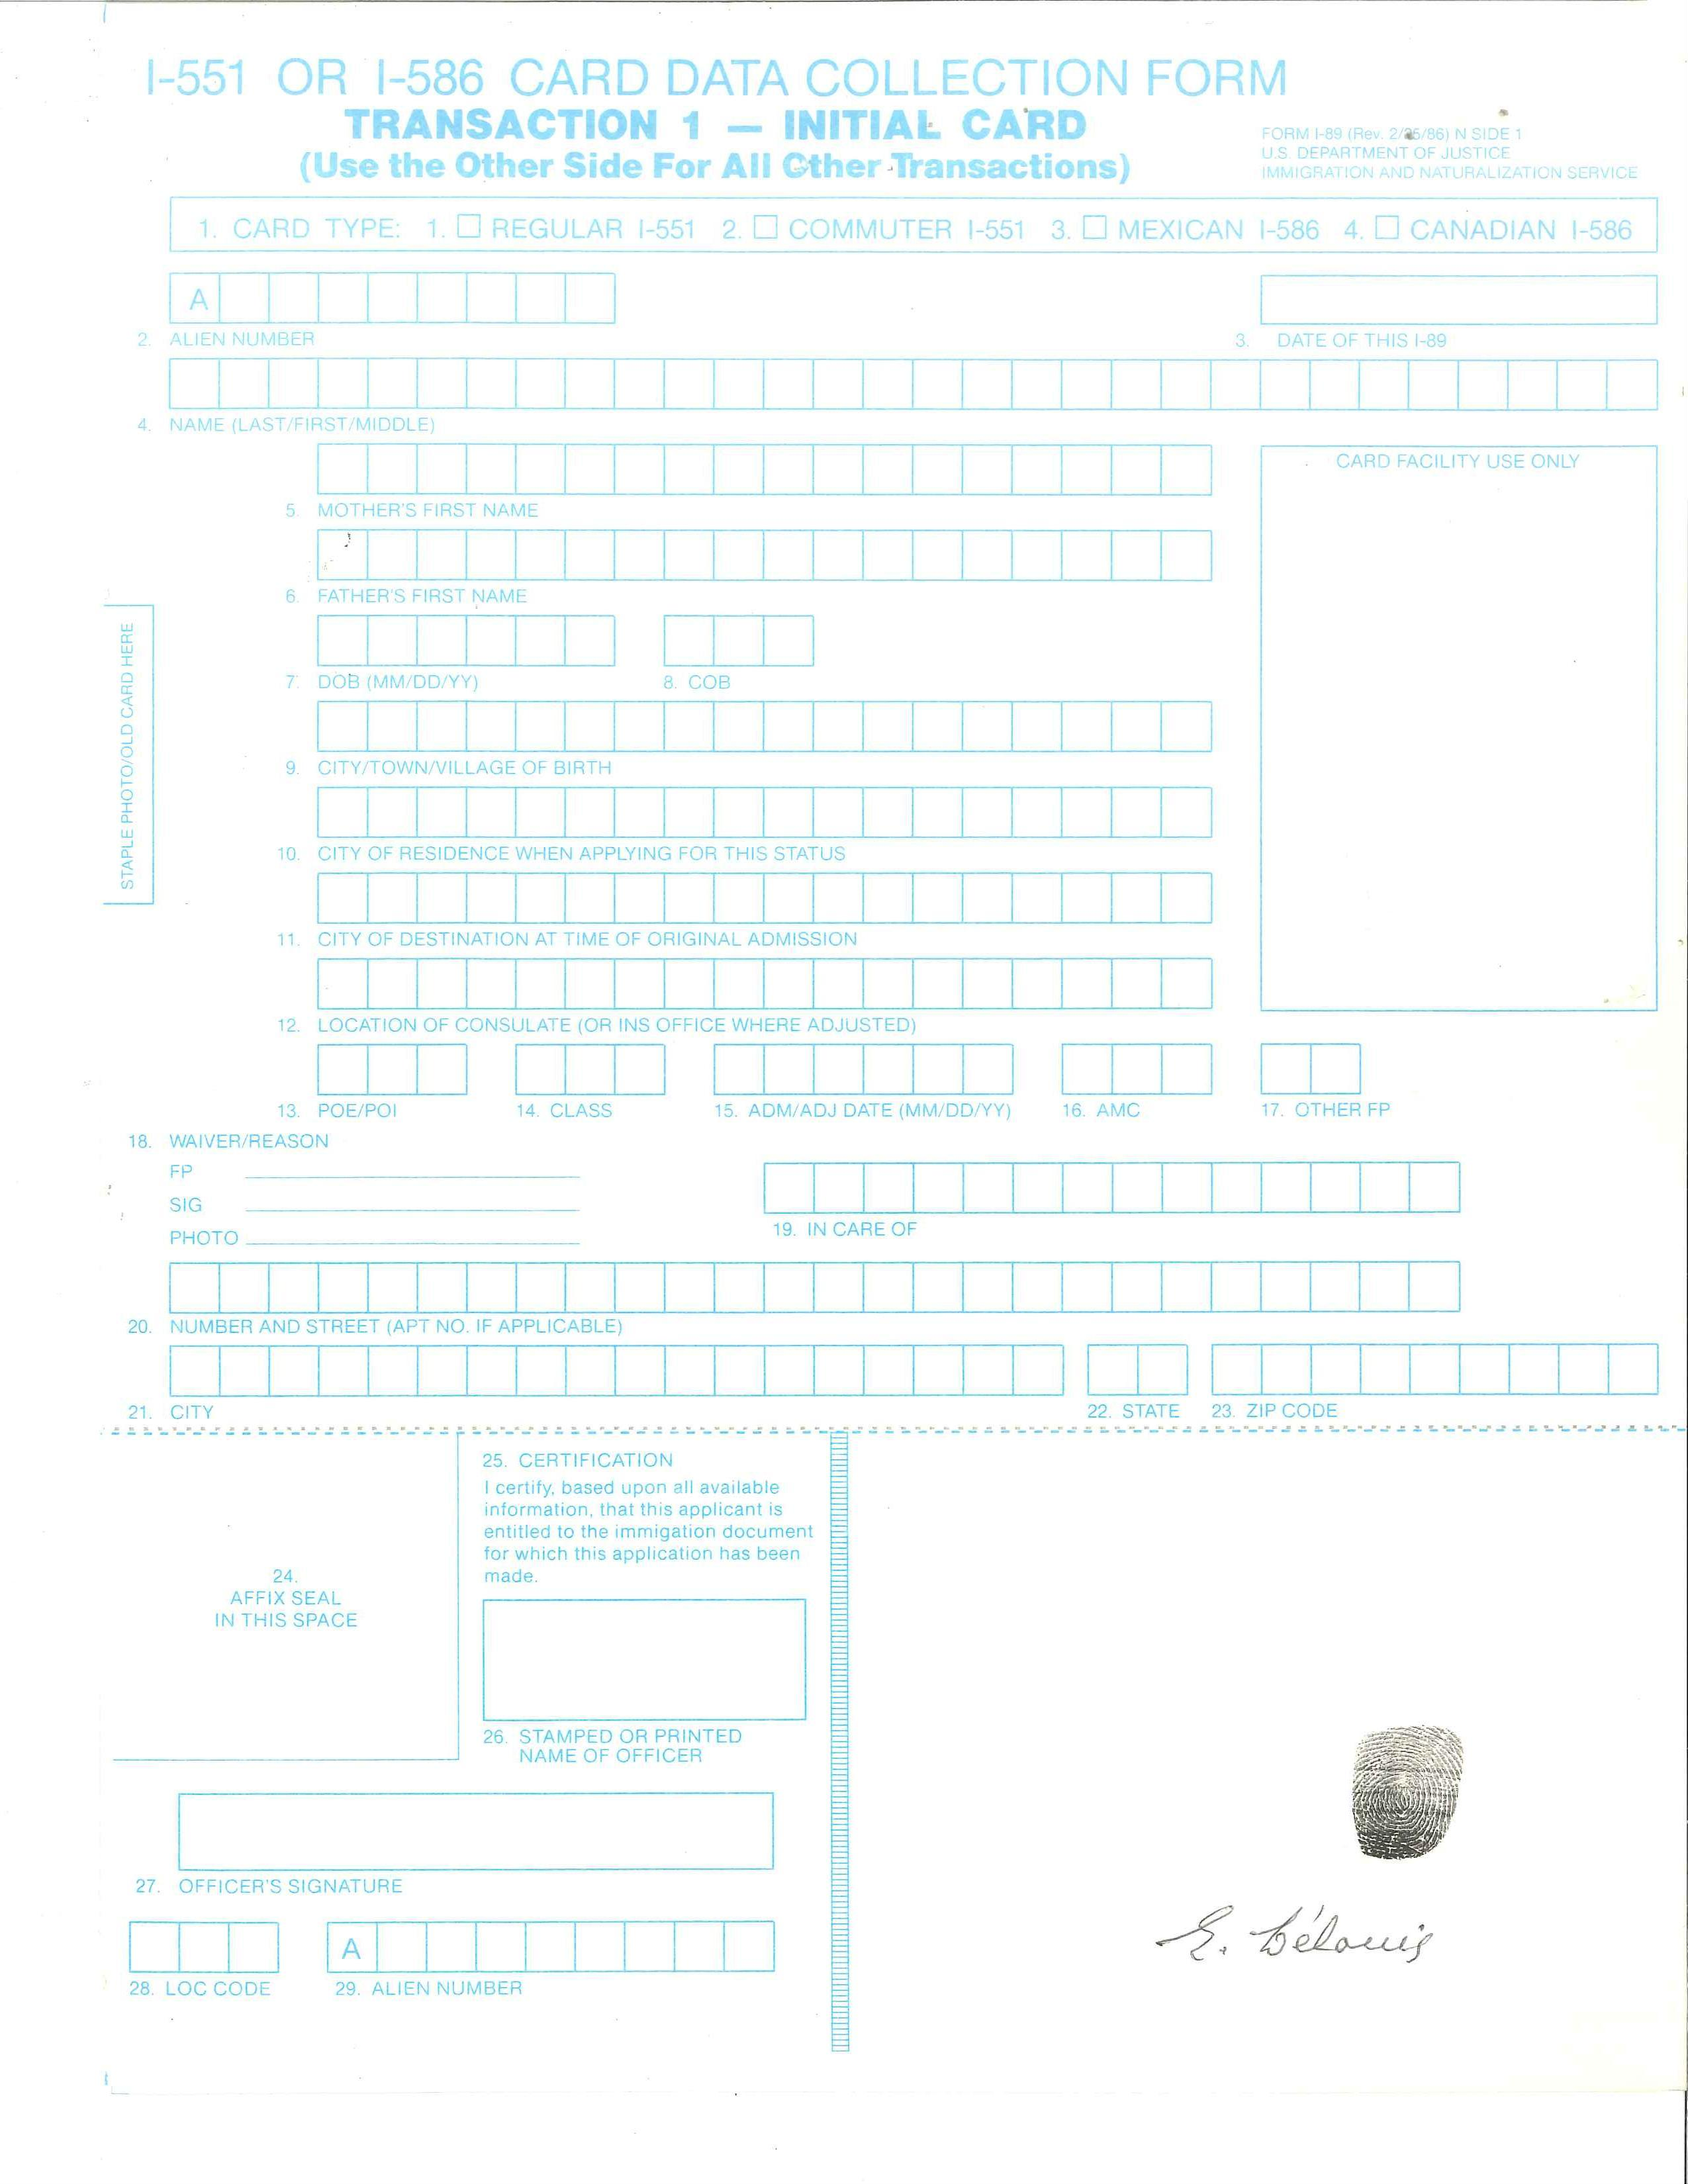 I-551 OR I-586 CARD DATA COLLECTION FORM
TRANSACTION 1 — INITIAL CARD
(Use the Other Side For All Other Transactions)
FORM I-89 (Rev. 2/25/86) N SIDE 1
U.S. DEPARTMENT OF JUSTICE
IMMIGRATION AND NATURALIZATION SERVICE
1. CARD TYPE: 1. ☐ REGULAR I-551 2. ☐ COMMUTER I-551 3. ☐ MEXICAN I-586 4. ☐ CANADIAN I-586
A
2. ALIEN NUMBER
3. DATE OF THIS I-89
4. NAME (LAST/FIRST/MIDDLE)
CARD FACILITY USE ONLY
5. MOTHER'S FIRST NAME
6. FATHER'S FIRST NAME
STAPLE PHOTO/OLD CARD HERE
7. DOB (MM/DD/YY) 8. COB
9. CITY/TOWN/VILLAGE OF BIRTH
10. CITY OF RESIDENCE WHEN APPLYING FOR THIS STATUS
11. CITY OF DESTINATION AT TIME OF ORIGINAL ADMISSION
12. LOCATION OF CONSULATE (OR INS OFFICE WHERE ADJUSTED)
13. POE/POI 14. CLASS 15. ADM/ADJ DATE (MM/DD/YY) 16. AMC 17. OTHER FP
18. WAIVER/REASON
FP
SIG
PHOTO
19. IN CARE OF
20. NUMBER AND STREET (APT NO. IF APPLICABLE)
21. CITY 22. STATE 23. ZIP CODE
24.
AFFIX SEAL
IN THIS SPACE
25. CERTIFICATION
I certify, based upon all available
information, that this applicant is
entitled to the immigation document
for which this application has been
made.
26. STAMPED OR PRINTED
NAME OF OFFICER
27. OFFICER'S SIGNATURE
A
28. LOC CODE 29. ALIEN NUMBER
E. Bélouis